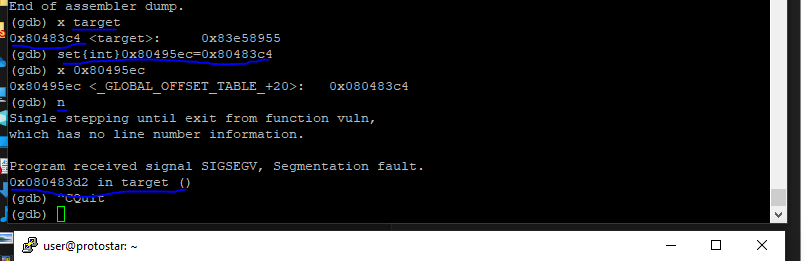 End of assembler dump.
(gdb) x target
0x80483c4 <target>:     0x83e58955
(gdb) set{int}0x80495ec=0x80483c4
(gdb) x 0x80495ec
0x80495ec <_GLOBAL_OFFSET_TABLE_+20>:   0x080483c4
(gdb) n
Single stepping until exit from function vuln,
which has no line number information.

Program received signal SIGSEGV, Segmentation fault.
0x080483d2 in target ()
(gdb) ^CQuit
(gdb)
user@protostar: ~